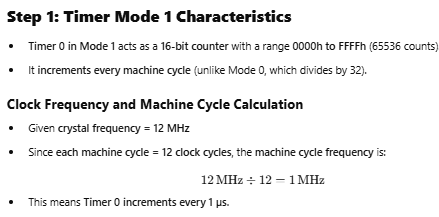 Step 1: Timer Mode 1 Characteristics
• Timer 0 in Mode 1 acts as a 16-bit counter with a range 0000h to FFFFh (65536 counts)
• It increments every machine cycle (unlike Mode 0, which divides by 32).
Clock Frequency and Machine Cycle Calculation
• Given crystal frequency = 12 MHz
• Since each machine cycle = 12 clock cycles, the machine cycle frequency is:
12 MHz ÷ 12 = 1 MHz
• This means Timer 0 increments every 1 µs.